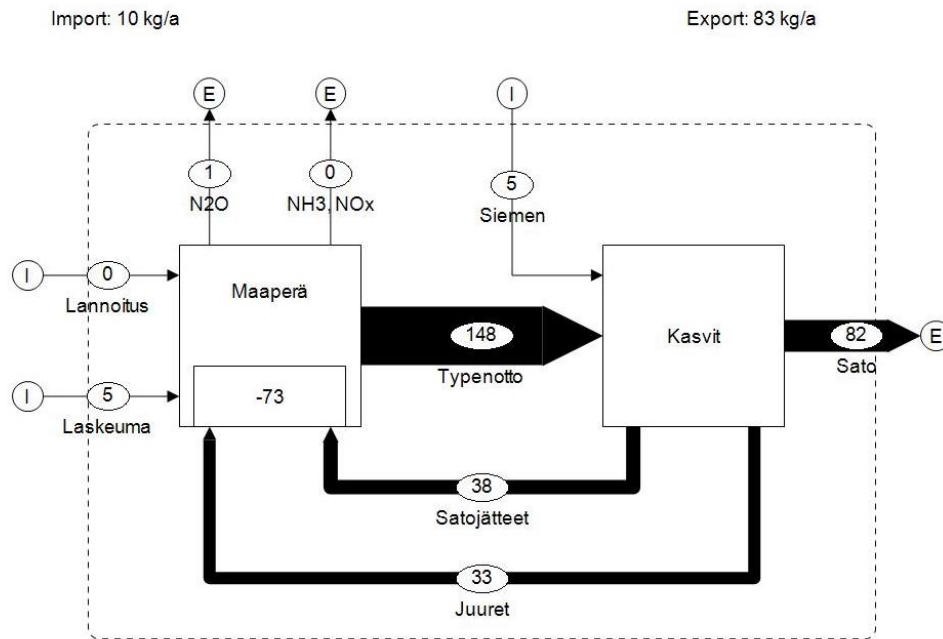 Import: 10 kg/a
Export: 83 kg/a
E
E
I
1
0
5
N2O
NH3, NOx
Siemen
I
0
Lannoitus
Maaperä
148
Typenotto
Kasvit
82
Sato
E
I
5
Laskeuma
-73
38
Satojätteet
33
Juuret